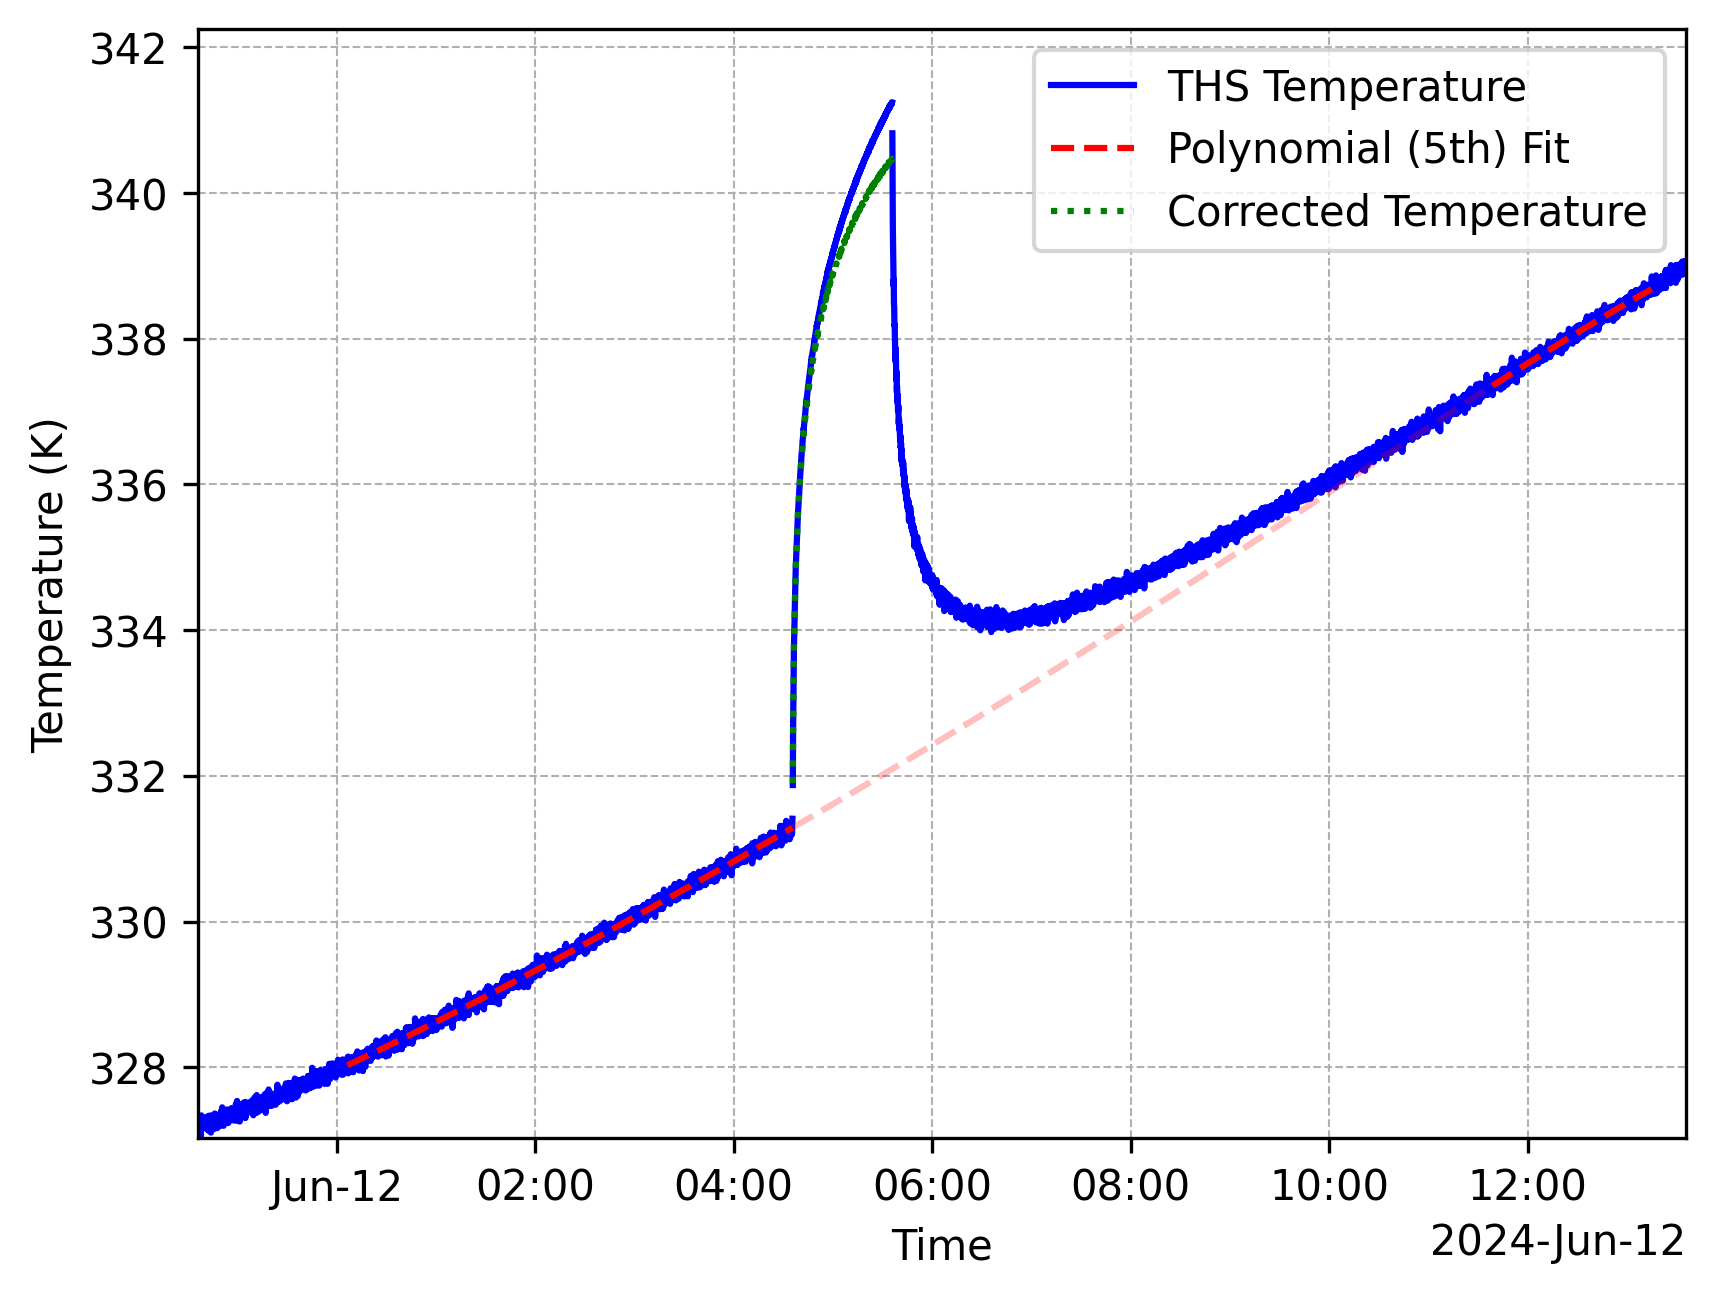 342
340
338
336
334
332
330
328
Temperature (K)
THS Temperature
Polynomial (5th) Fit
Corrected Temperature
Jun-12 02:00 04:00 06:00 08:00 10:00 12:00
Time
2024-Jun-12